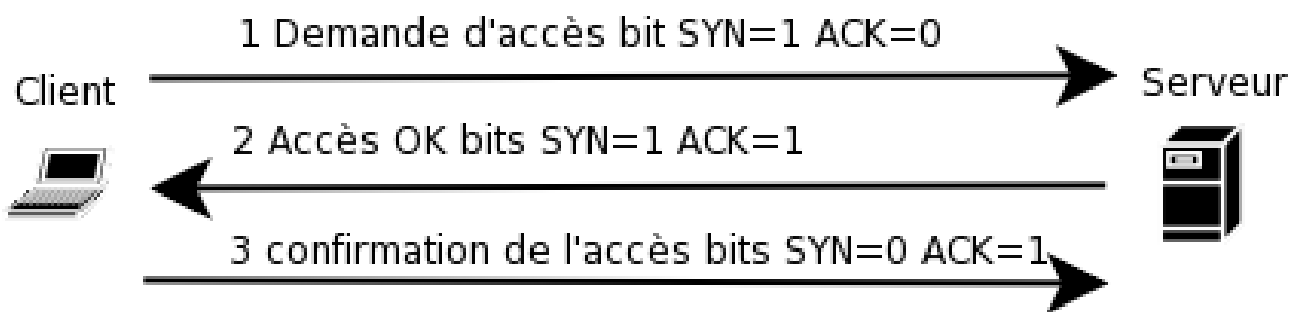 1 Demande d'accès bit SYN=1 ACK=0
Client
Serveur
2 Accès OK bits SYN=1 ACK=1
3 confirmation de l'accès bits SYN=0 ACK=1